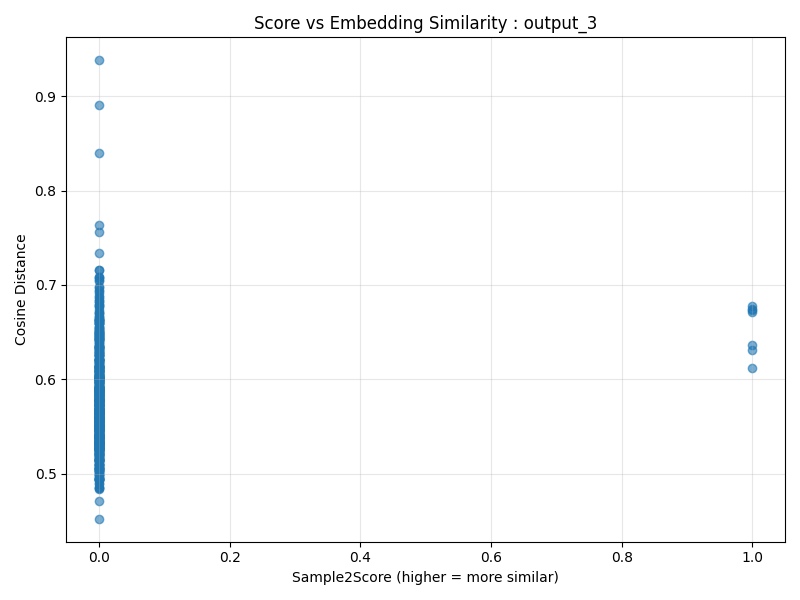 Score vs Embedding Similarity : output_3
Cosine Distance
0.9
0.8
0.7
0.6
0.5
0.0 0.2 0.4 0.6 0.8 1.0
Sample2Score (higher = more similar)